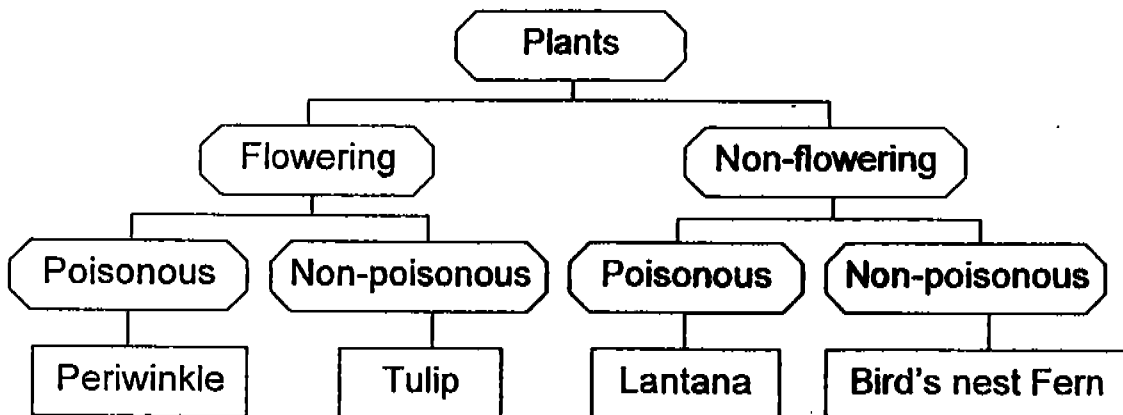 Plants
Flowering
Non-flowering
Poisonous
Non-poisonous
Poisonous
Non-poisonous
Periwinkle
Tulip
Lantana
Bird's nest Fern